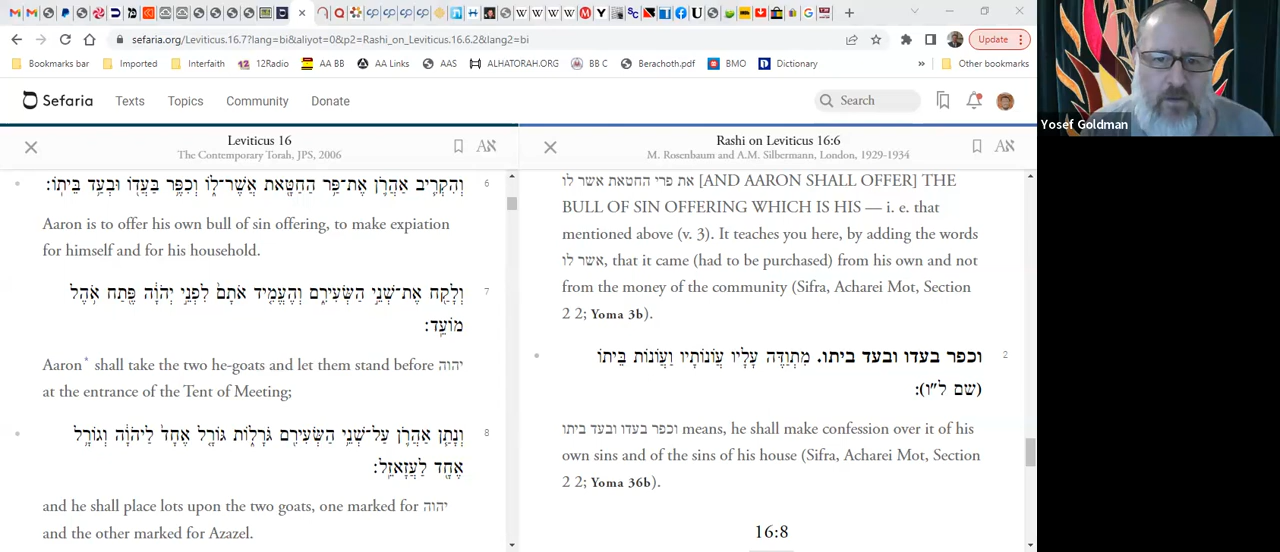 sefaria.org/Leviticus.16.7?lang=bi&aliyot=0&p2=Rashi_on_Leviticus.16.6.2&lang2=bi
Update
Bookmarks bar
Imported
Interfaith
12Radio
AA BB
AA Links
AAS
ALHATORAH.ORG
BB C
Berachoth.pdf
BMO
Dictionary
Other bookmarks
Yosef Goldman
Sefaria
Texts
Topics
Community
Donate
Search
Leviticus 16
The Contemporary Torah, JPS, 2006
וְהִקְרִ֧יב אַהֲרֹ֛ן אֶת־פַּ֥ר הַחַטָּ֖את אֲשֶׁר־ל֑וֹ וְכִפֶּ֥ר בַּעֲד֖וֹ וּבְעַ֥ד בֵּיתֽוֹ׃
6
Aaron is to offer his own bull of sin offering, to make expiation
for himself and for his household.
וְלָקַ֖ח אֶת־שְׁנֵ֣י הַשְּׂעִירִ֑ם וְהֶעֱמִ֤יד אֹתָם֙ לִפְנֵ֣י יְהֹוָ֔ה פֶּ֖תַח אֹ֥הֶל
7
מוֹעֵֽד׃
Aaron* shall take the two he-goats and let them stand before יהוה
at the entrance of the Tent of Meeting;
וְנָתַ֧ן אַהֲרֹ֛ן עַל־שְׁנֵ֥י הַשְּׂעִירִ֖ם גֹּרָל֑וֹת גּוֹרָ֤ל אֶחָד֙ לַיהֹוָ֔ה וְגוֹרָ֥ל
8
אֶחָ֖ד לַעֲזָאזֵֽל׃
and he shall place lots upon the two goats, one marked for יהוה
and the other marked for Azazel.
Rashi on Leviticus 16:6
M. Rosenbaum and A.M. Silbermann, London, 1929-1934
את פרי החטאת אשר לו [AND AARON SHALL OFFER] THE
BULL OF SIN OFFERING WHICH IS HIS — i. e. that
mentioned above (v. 3). It teaches you here, by adding the words
אשר לו, that it came (had to be purchased) from his own and not
from the money of the community (Sifra, Acharei Mot, Section
2 2; Yoma 3b).
וכפר בעדו ובעד ביתו. מִתְוַדֶּה עָלָיו עֲוֹנוֹתָיו וַעֲוֹנוֹת בֵּיתוֹ
2
(שם ל״ו):
וכפר בעדו ובעד ביתו means, he shall make confession over it of his
own sins and of the sins of his house (Sifra, Acharei Mot, Section
2 2; Yoma 36b).
16:8